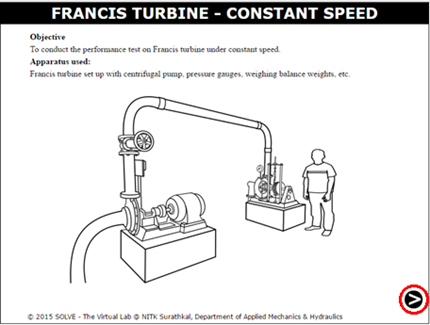 FRANCIS TURBINE - CONSTANT SPEED
Objective
To conduct the performance test on Francis turbine under constant speed.
Apparatus used:
Francis turbine set up with centrifugal pump, pressure gauges, weighing balance weights, etc.
© 2015 SOLVE - The Virtual Lab @ NITK Surathkal, Department of Applied Mechanics & Hydraulics